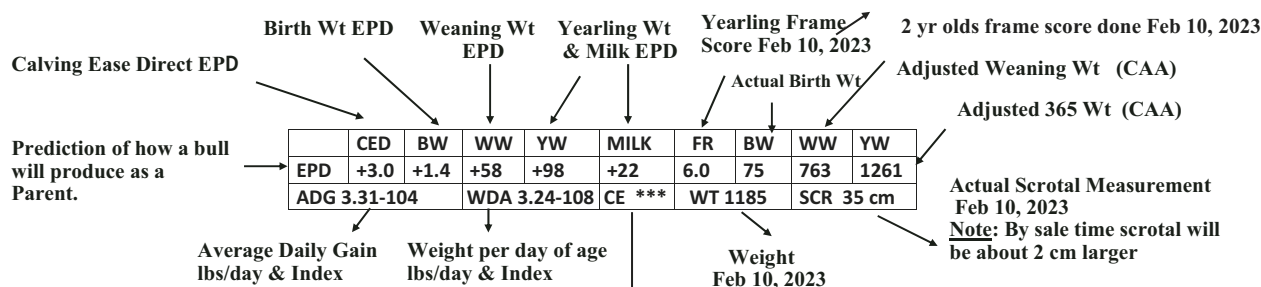 Birth Wt EPD
Weaning Wt
EPD
Yearling Wt
& Milk EPD
Yearling Frame
Score Feb 10, 2023
2 yr olds frame score done Feb 10, 2023
Calving Ease Direct EPD
Actual Birth Wt
Adjusted Weaning Wt (CAA)
Adjusted 365 Wt (CAA)
Prediction of how a bull
will produce as a
Parent.
CED BW WW YW MILK FR BW WW YW
EPD +3.0 +1.4 +58 +98 +22 6.0 75 763 1261
ADG 3.31-104 WDA 3.24-108 CE *** WT 1185 SCR 35 cm
Actual Scrotal Measurement
Feb 10, 2023
Note: By sale time scrotal will
be about 2 cm larger
Average Daily Gain
lbs/day & Index
Weight per day of age
lbs/day & Index
Weight
Feb 10, 2023